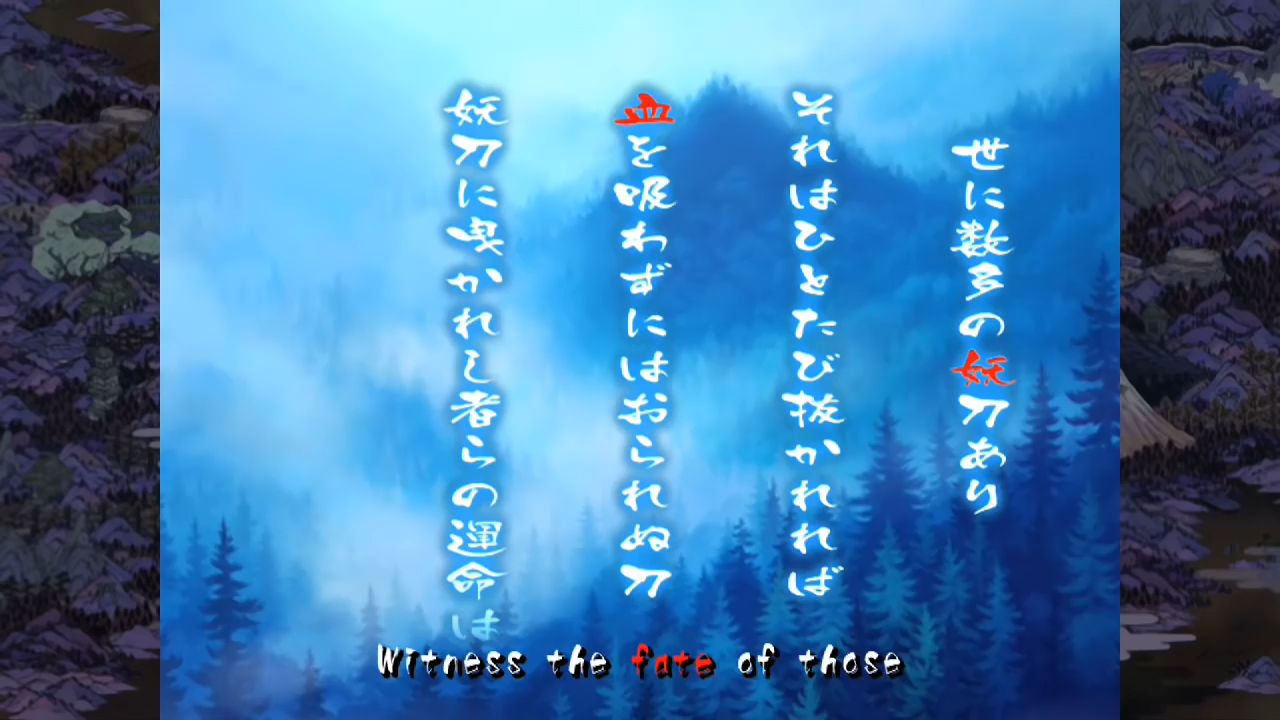 世に数多の妖刀あり
それはひとたび抜かれれば
血を吸わずにはおられぬ刀
妖刀に曳かれし者らの運命は
Witness the fate of those